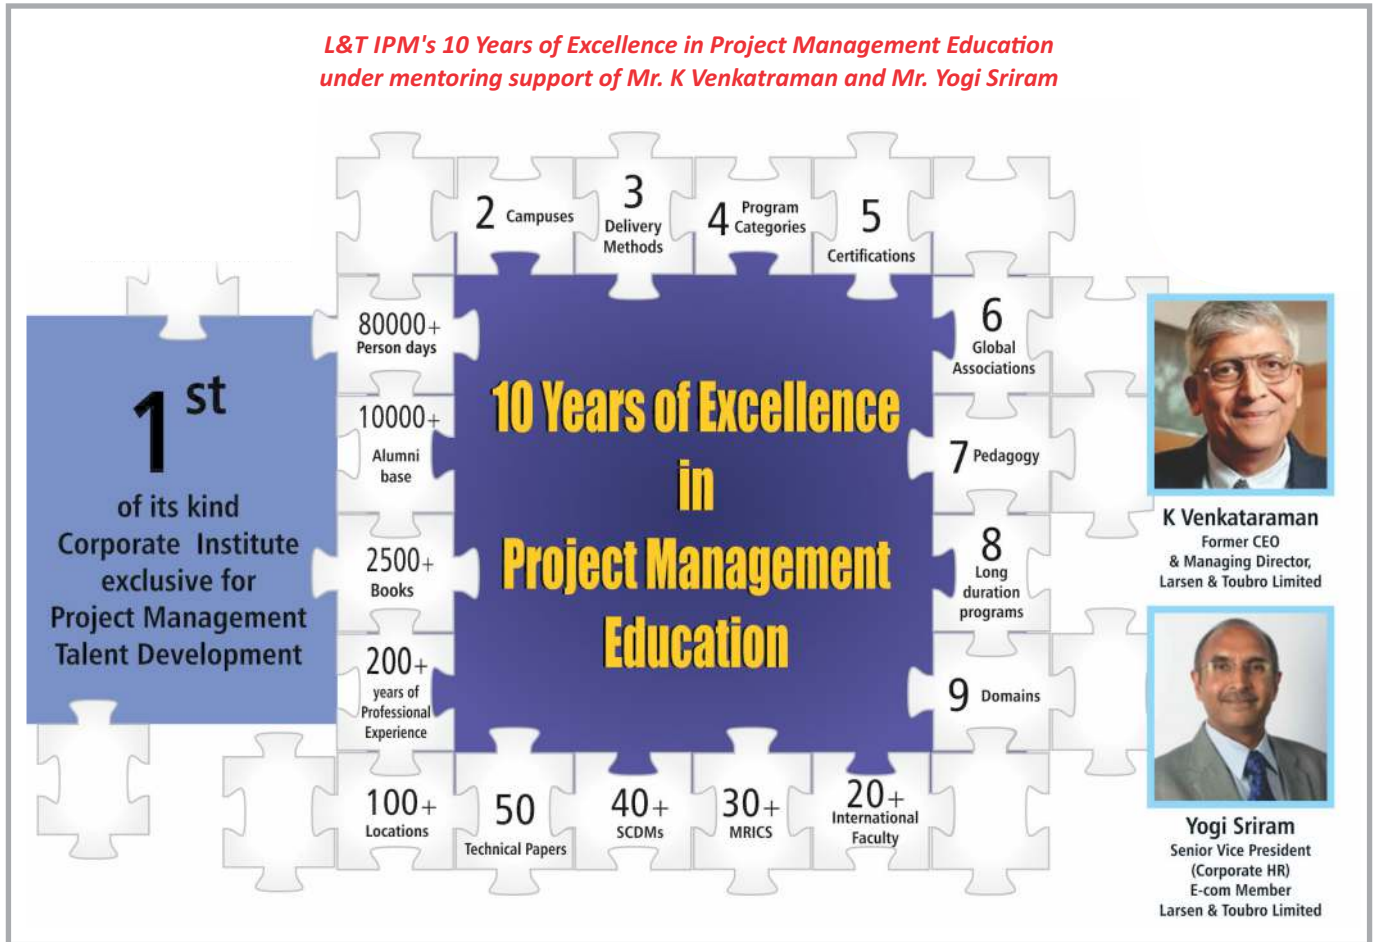 L&T IPM's 10 Years of Excellence in Project Management Education
under mentoring support of Mr. K Venkatraman and Mr. Yogi Sriram
1st
of its kind
Corporate Institute
exclusive for
Project Management
Talent Development
2 Campuses
3
Delivery
Methods
4 Program
Categories
5
Certifications
6
Global
Associations
7 Pedagogy
8
Long
duration
programs
9 Domains
10 Years of Excellence
in
Project Management
Education
80000+
Person days
10000+
Alumni
base
2500+
Books
200+
years of
Professional
Experience
100+
Locations
50
Technical Papers
40+
SCDMs
30+
MRICS
20+
International
Faculty
K Venkataraman
Former CEO
& Managing Director,
Larsen & Toubro Limited
Yogi Sriram
Senior Vice President
(Corporate HR)
E-com Member
Larsen & Toubro Limited